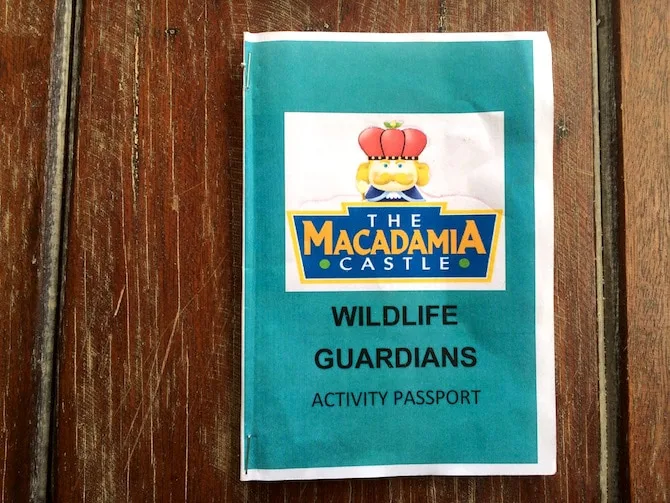 THE
MACADAMIA
CASTLE
WILDLIFE
GUARDIANS
ACTIVITY PASSPORT